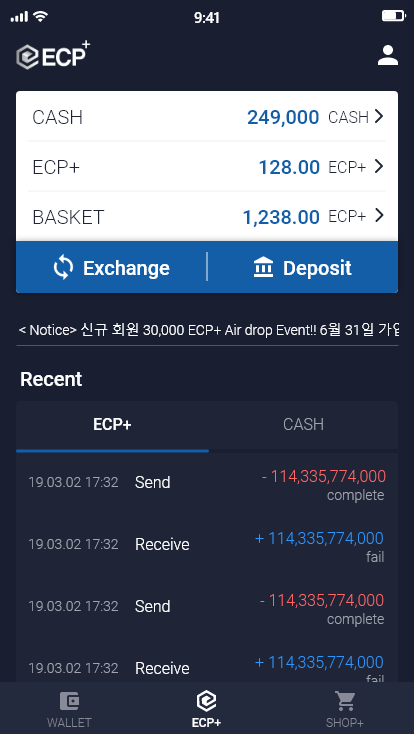 9:41
ECP+
CASH 249,000 CASH
ECP+ 128.00 ECP+
BASKET 1,238.00 ECP+
Exchange Deposit
< Notice> 신규 회원 30,000 ECP+ Air drop Event!! 6월 31일 가입
Recent
ECP+ CASH
19.03.02 17:32 Send - 114,335,774,000
complete
19.03.02 17:32 Receive + 114,335,774,000
fail
19.03.02 17:32 Send - 114,335,774,000
complete
19.03.02 17:32 Receive + 114,335,774,000
fail
WALLET ECP+ SHOP+